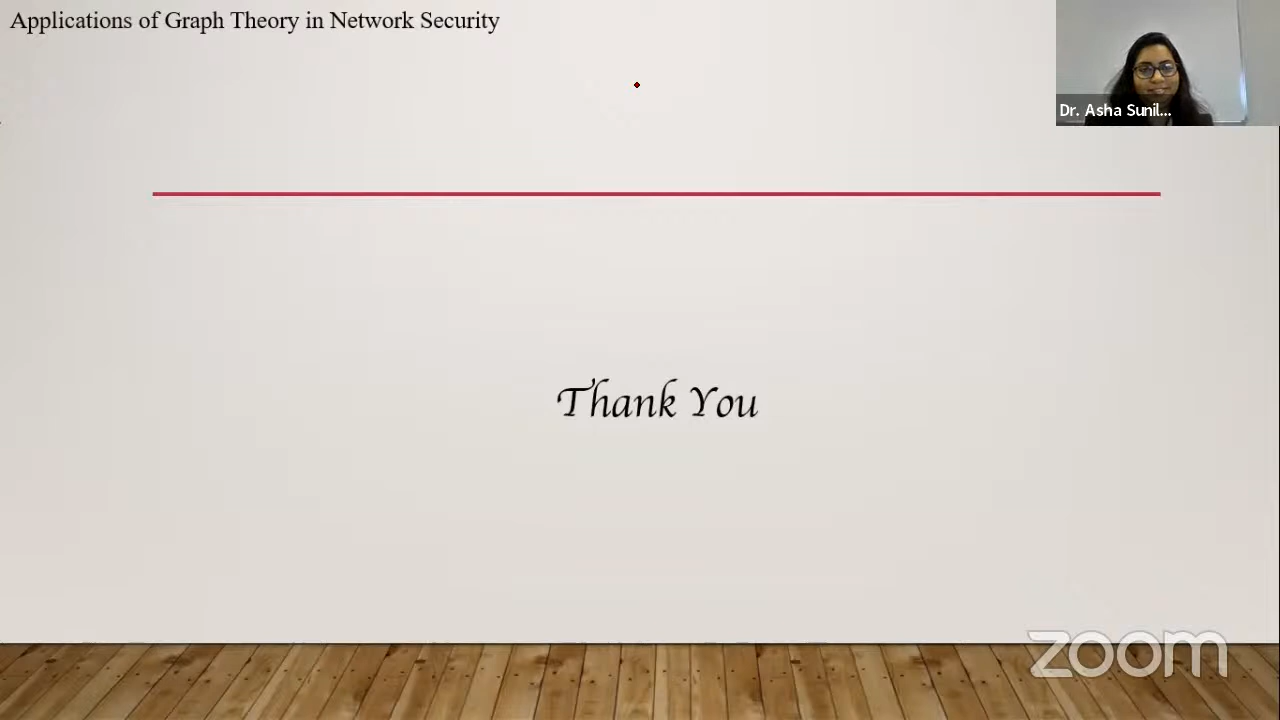 Applications of Graph Theory in Network Security
Dr. Asha Sunil...
Thank You
zoom